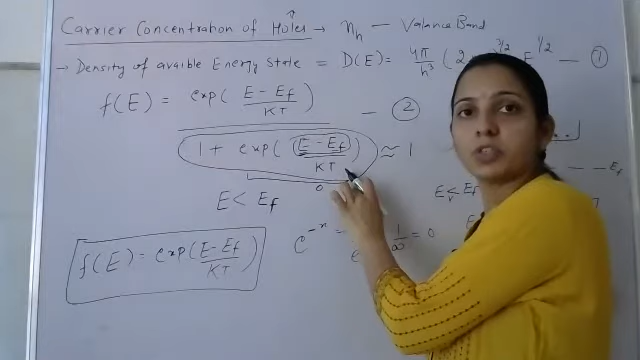 Carrier Concentration of Holes → n_h — Valance Band
→ Density of avaible Energy State = D(E) = 4π/h³ (2 3/2 E^1/2 — ①
f(E) = exp(E - E_f / KT)
1 + exp(E - E_f / KT) ≈ 1 — ②
0
E < E_f
E_v < E_f
— — E_f
f(E) = exp(E - E_f / KT)
e^-x = 1/∞ = 0